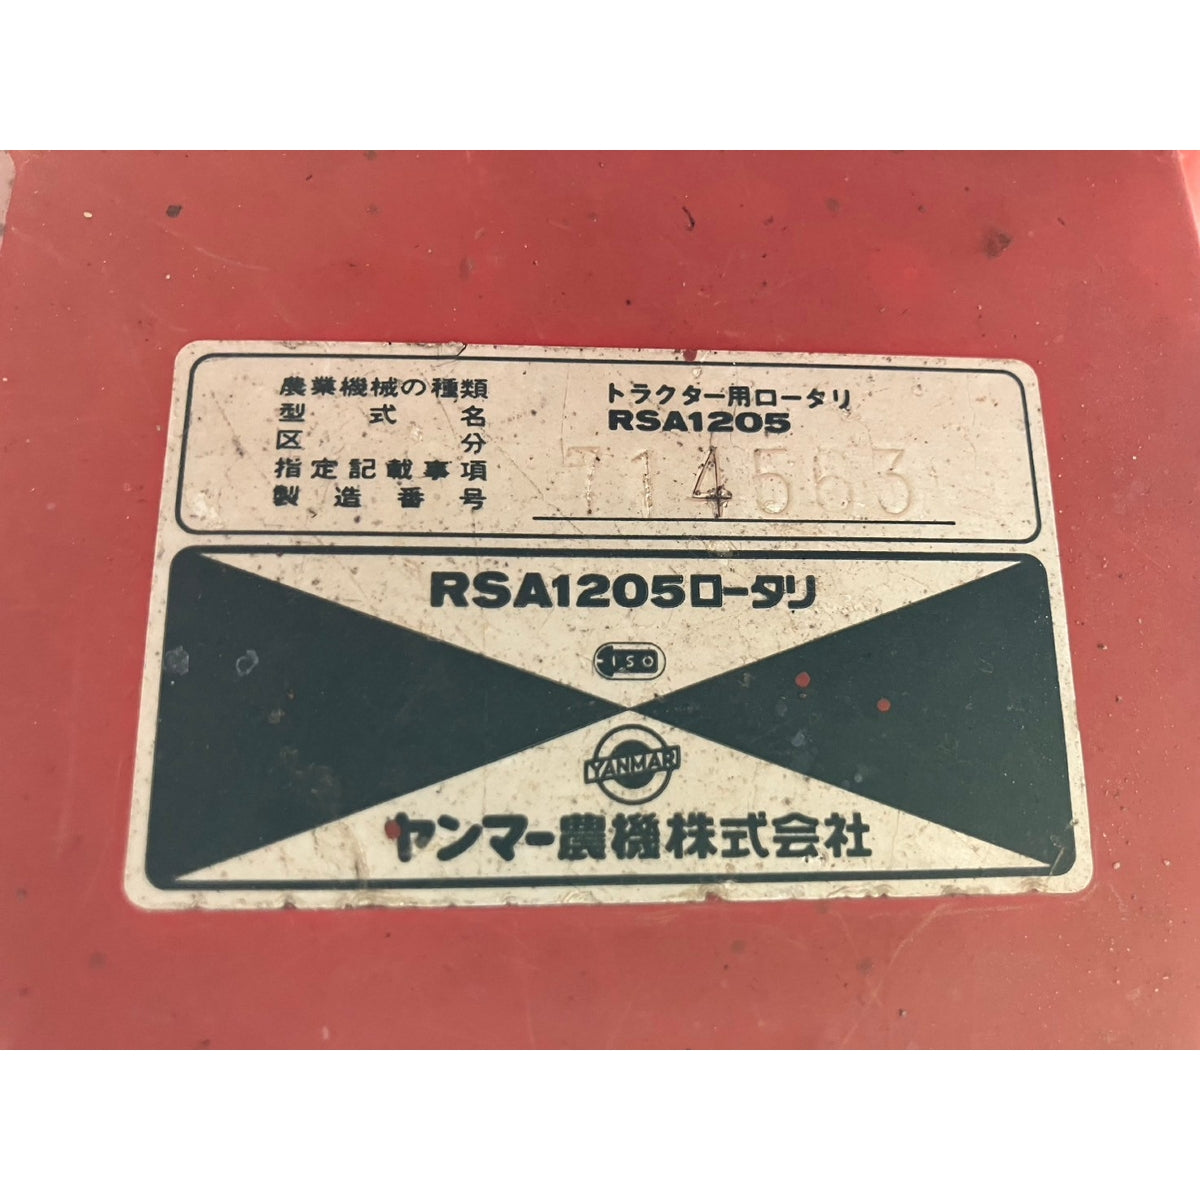 農業機械の種類 トラクター用ロータリ
型式名 RSA1205
区分
指定記載事項
製造番号 714553
RSA1205ロータリ
ISO
YANMAR
ヤンマー農機株式会社